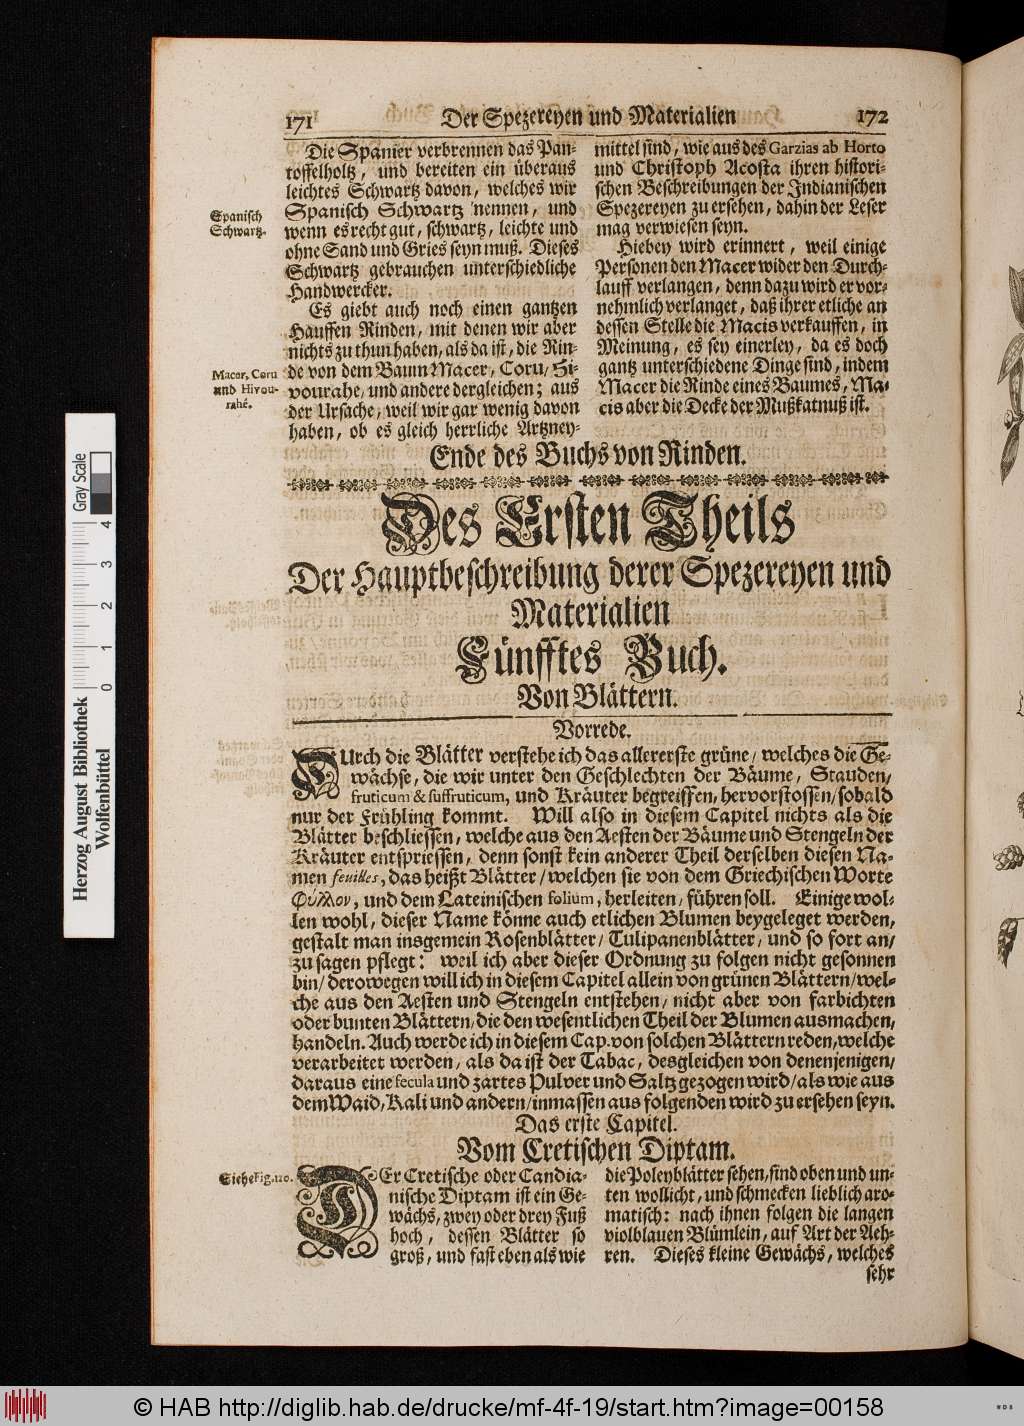 171 Der Spezereyen und Materialien 172
Die Spanier verbrennen das Pan-
toffelholtz, und bereiten ein überaus
leichtes Schwartz davon, welches wir
Spanisch Schwartz nennen, und
wenn es recht gut, schwartz, leichte und
ohne Sand und Gries seyn muß. Dieses
Schwartz gebrauchen unterschiedliche
Handwercker.
Spanisch
Schwartz.
Es giebt auch noch einen gantzen
Hauffen Rinden, mit denen wir aber
nichts zu thun haben, als da ist, die Rin-
de von dem Baum Macer, Coru/ Hi-
vourahe, und andere dergleichen; aus
der Ursache, weil wir gar wenig davon
haben, ob es gleich herrliche Artzney-
Macer, Coru
und Hivou-
rahé.
mittel sind, wie aus des Garzias ab Horto
und Christoph Acosta ihren histori-
schen Beschreibungen der Indianischen
Spezereyen zu ersehen, dahin der Leser
mag verwiesen seyn.
Hiebey wird erinnert, weil einige
Personen den Macer wider den Durch-
lauff verlangen, denn dazu wird er vor-
nehmlich verlanget, daß ihrer etliche an
dessen Stelle die Macis verkauffen, in
Meinung, es sey einerley, da es doch
gantz unterschiedene Dinge sind, indem
Macer die Rinde eines Baumes, Ma-
cis aber die Decke der Mußkatnuß ist.
Ende des Buchs von Rinden.
Des Ersten Theils
Der Hauptbeschreibung derer Spezereyen und
Materialien
Fünfftes Buch.
Von Blättern.
Vorrede.
DUrch die Blätter verstehe ich das allererste grüne/ welches die Ge-
wächse, die wir unter den Geschlechten der Bäume, Stauden/
fruticum & suffruticum, und Kräuter begreiffen, hervorstossen/ sobald
nur der Frühling kommt. Will also in diesem Capitel nichts als die
Blätter beschliessen, welche aus den Aesten der Bäume und Stengeln der
Kräuter entspriessen, denn sonst kein anderer Theil derselben diesen Na-
men feuilles, das heißt Blätter/ welchen sie von dem Griechischen Worte
Φύλλον, und dem Lateinischen folium, herleiten/ führen soll. Einige wol-
len wohl, dieser Name könne auch etlichen Blumen beygeleget werden,
gestalt man insgemein Rosenblätter/ Tulipanenblätter/ und so fort an/
zu sagen pflegt: weil ich aber dieser Ordnung zu folgen nicht gesonnen
bin/ derowegen will ich in diesem Capitel allein von grünen Blättern/ wel-
che aus den Aesten und Stengeln entstehen/ nicht aber von farbichten
oder bunten Blättern/ die den wesentlichen Theil der Blumen ausmachen,
handeln. Auch werde ich in diesem Cap. von solchen Blättern reden, welche
verarbeitet werden, als da ist der Tabac, desgleichen von denenjenigen/
daraus eine fecula und zartes Pulver und Saltz gezogen wird/ als wie aus
dem Waid, Kali und andern/ inmassen aus folgenden wird zu ersehen seyn.
Das erste Capitel.
Vom Cretischen Diptam.
Siehe Fig. 110.
DEr Cretische oder Candia-
nische Diptam ist ein Ge-
wächs, zwey oder drey Fuß
hoch, dessen Blätter so
groß, und fast eben als wie
die Poleyblätter sehen, sind oben und un-
ten wollicht, und schmecken lieblich aro-
matisch: nach ihnen folgen die langen
violblauen Blümlein, auf Art der Aeh-
ren. Dieses kleine Gewächs, welches
sehr
Herzog August Bibliothek
Wolfenbüttel
Gray Scale
0 1 2 3 4
© HAB http://diglib.hab.de/drucke/mf-4f-19/start.htm?image=00158
WDB